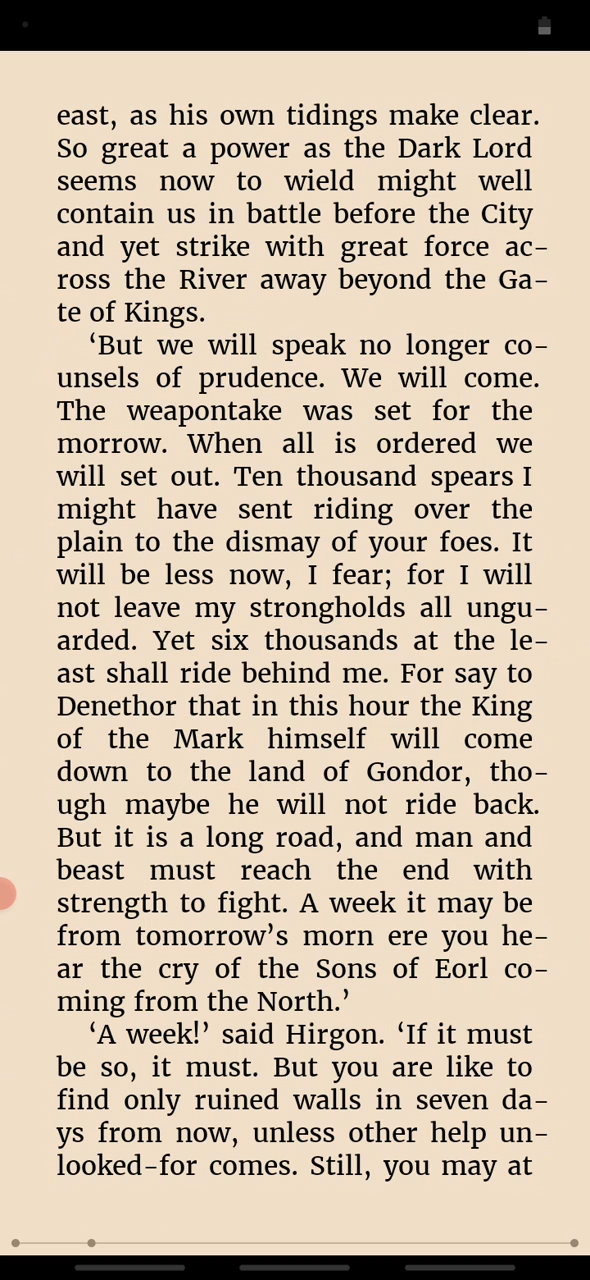 east, as his own tidings make clear.
So great a power as the Dark Lord
seems now to wield might well
contain us in battle before the City
and yet strike with great force ac-
ross the River away beyond the Ga-
te of Kings.
‘But we will speak no longer co-
unsels of prudence. We will come.
The weapontake was set for the
morrow. When all is ordered we
will set out. Ten thousand spears I
might have sent riding over the
plain to the dismay of your foes. It
will be less now, I fear; for I will
not leave my strongholds all ungu-
arded. Yet six thousands at the le-
ast shall ride behind me. For say to
Denethor that in this hour the King
of the Mark himself will come
down to the land of Gondor, tho-
ugh maybe he will not ride back.
But it is a long road, and man and
beast must reach the end with
strength to fight. A week it may be
from tomorrow’s morn ere you he-
ar the cry of the Sons of Eorl co-
ming from the North.’
‘A week!’ said Hirgon. ‘If it must
be so, it must. But you are like to
find only ruined walls in seven da-
ys from now, unless other help un-
looked-for comes. Still, you may at